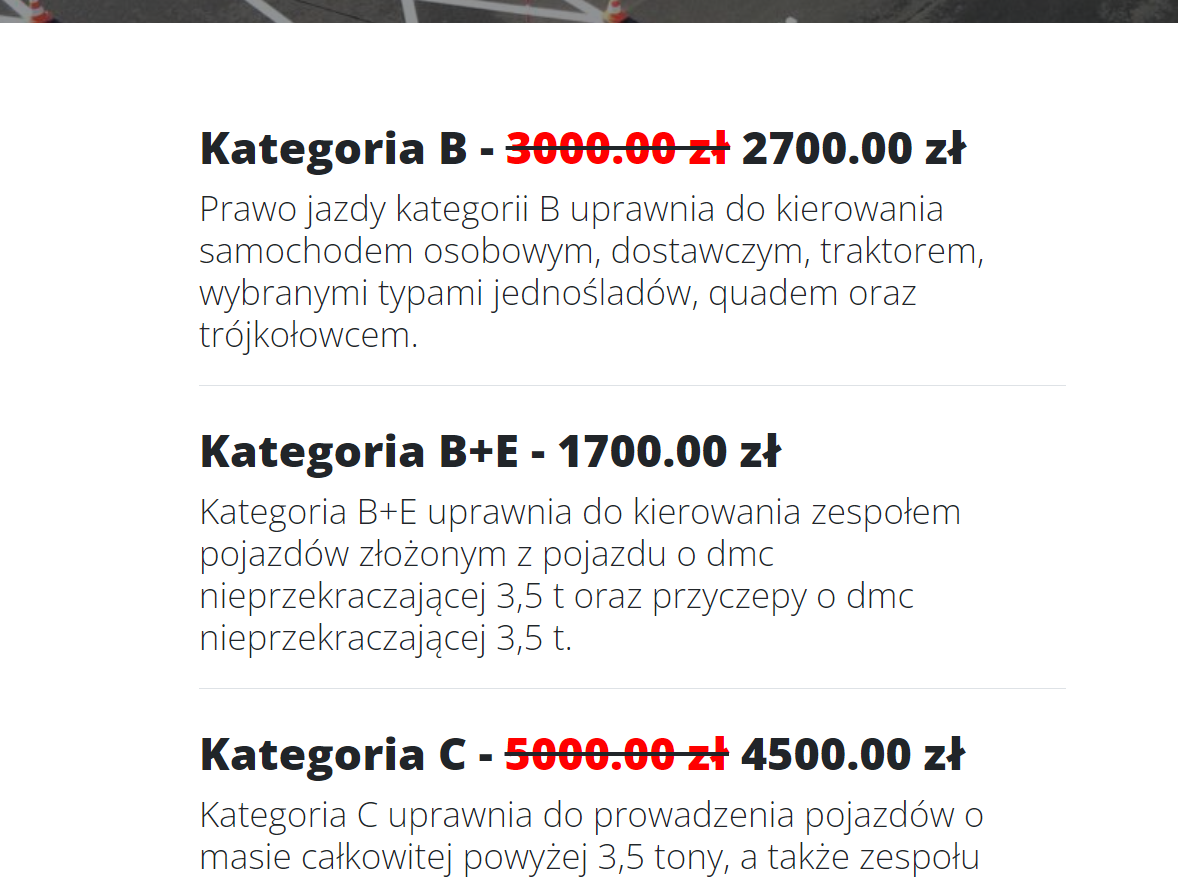 Kategoria B - 3000.00 zł 2700.00 zł
Prawo jazdy kategorii B uprawnia do kierowania
samochodem osobowym, dostawczym, traktorem,
wybranymi typami jednośladów, quadem oraz
trójkołowcem.
Kategoria B+E - 1700.00 zł
Kategoria B+E uprawnia do kierowania zespołem
pojazdów złożonym z pojazdu o dmc
nieprzekraczającej 3,5 t oraz przyczepy o dmc
nieprzekraczającej 3,5 t.
Kategoria C - 5000.00 zł 4500.00 zł
Kategoria C uprawnia do prowadzenia pojazdów o
masie całkowitej powyżej 3,5 tony, a także zespołu